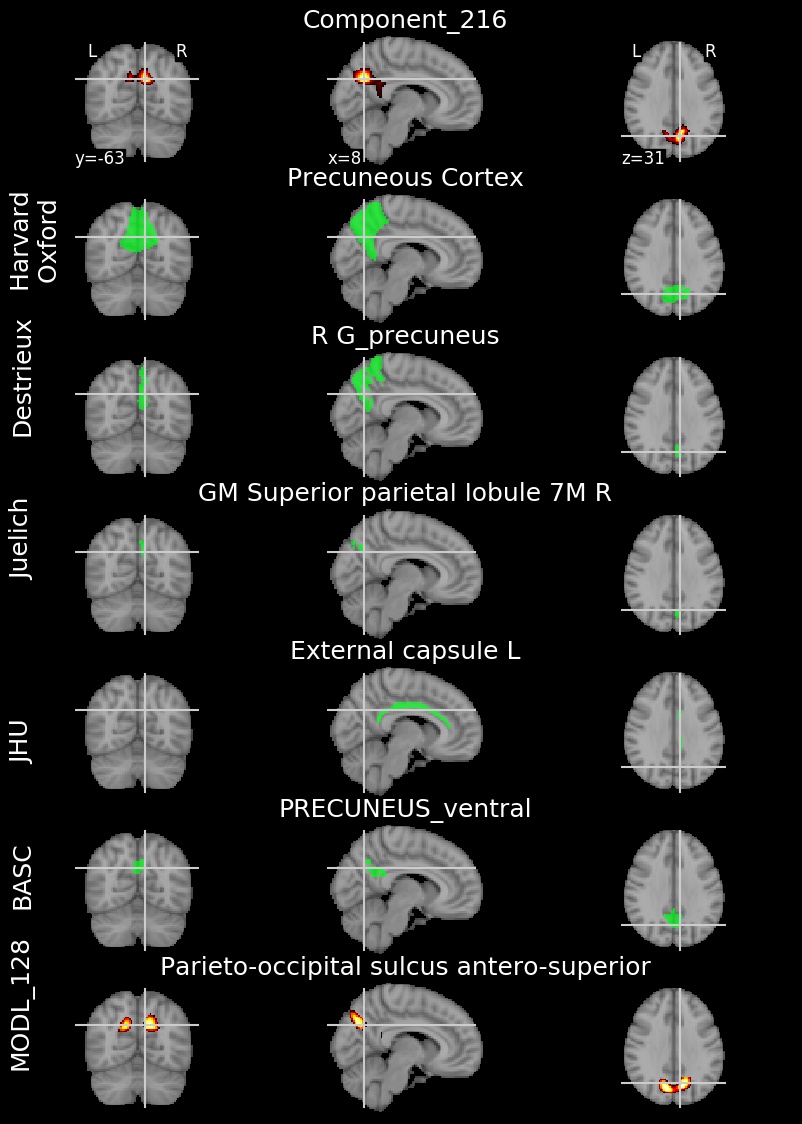 Component_216
L R
L R
y=-63
x=8
z=31
Precuneous Cortex
Harvard
Oxford
R G_precuneus
Destrieux
GM Superior parietal lobule 7M R
Juelich
External capsule L
JHU
PRECUNEUS_ventral
BASC
Parieto-occipital sulcus antero-superior
MODL_128